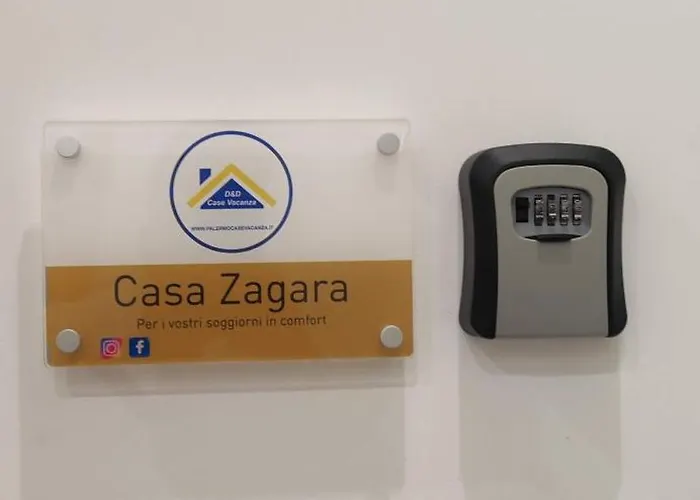 D&D
Case Vacanza
WWW.PALERMOCASEVACANZA.IT
Casa Zagara
Per i vostri soggiorni in comfort